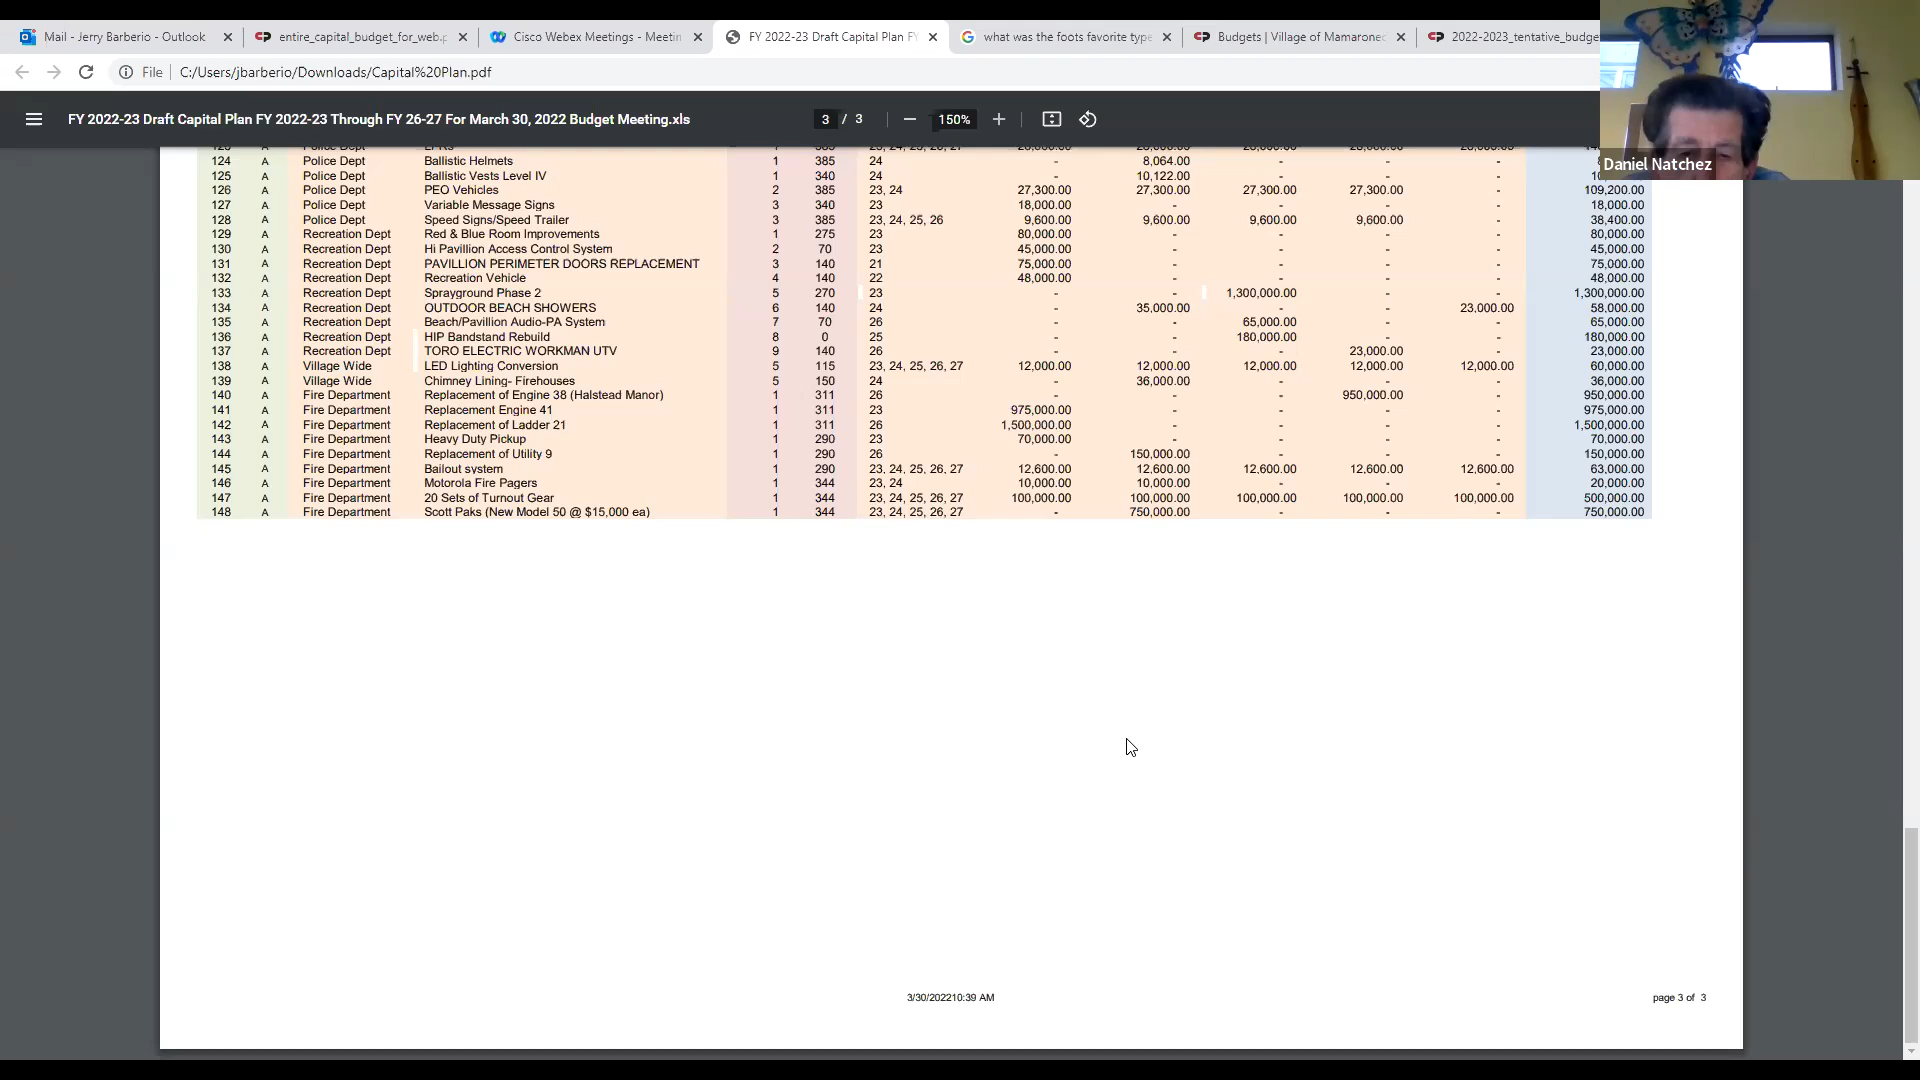 Mail - Jerry Barberio - Outlook
entire_capital_budget_for_web.p
Cisco Webex Meetings - Meetin
FY 2022-23 Draft Capital Plan FY
what was the foots favorite type
Budgets | Village of Mamaronec
2022-2023_tentative_budge
File C:/Users/jbarberio/Downloads/Capital%20Plan.pdf
FY 2022-23 Draft Capital Plan FY 2022-23 Through FY 26-27 For March 30, 2022 Budget Meeting.xls 3 / 3 150%
Daniel Natchez
124 A Police Dept Ballistic Helmets 1 385 24 - 8,064.00 - - -
125 A Police Dept Ballistic Vests Level IV 1 340 24 - 10,122.00 - - -
126 A Police Dept PEO Vehicles 2 385 23, 24 27,300.00 27,300.00 27,300.00 27,300.00 - 109,200.00
127 A Police Dept Variable Message Signs 3 340 23 18,000.00 - - - - 18,000.00
128 A Police Dept Speed Signs/Speed Trailer 3 385 23, 24, 25, 26 9,600.00 9,600.00 9,600.00 9,600.00 - 38,400.00
129 A Recreation Dept Red & Blue Room Improvements 1 275 23 80,000.00 - - - - 80,000.00
130 A Recreation Dept Hi Pavillion Access Control System 2 70 23 45,000.00 - - - - 45,000.00
131 A Recreation Dept PAVILLION PERIMETER DOORS REPLACEMENT 3 140 21 75,000.00 - - - - 75,000.00
132 A Recreation Dept Recreation Vehicle 4 140 22 48,000.00 - - - - 48,000.00
133 A Recreation Dept Sprayground Phase 2 5 270 23 - - 1,300,000.00 - - 1,300,000.00
134 A Recreation Dept OUTDOOR BEACH SHOWERS 6 140 24 - 35,000.00 - - 23,000.00 58,000.00
135 A Recreation Dept Beach/Pavillion Audio-PA System 7 70 26 - - 65,000.00 - - 65,000.00
136 A Recreation Dept HIP Bandstand Rebuild 8 0 25 - - 180,000.00 - - 180,000.00
137 A Recreation Dept TORO ELECTRIC WORKMAN UTV 9 140 26 - - - 23,000.00 - 23,000.00
138 A Village Wide LED Lighting Conversion 5 115 23, 24, 25, 26, 27 12,000.00 12,000.00 12,000.00 12,000.00 12,000.00 60,000.00
139 A Village Wide Chimney Lining- Firehouses 5 150 24 - 36,000.00 - - - 36,000.00
140 A Fire Department Replacement of Engine 38 (Halstead Manor) 1 311 26 - - - 950,000.00 - 950,000.00
141 A Fire Department Replacement Engine 41 1 311 23 975,000.00 - - - - 975,000.00
142 A Fire Department Replacement of Ladder 21 1 311 26 1,500,000.00 - - - - 1,500,000.00
143 A Fire Department Heavy Duty Pickup 1 290 23 70,000.00 - - - - 70,000.00
144 A Fire Department Replacement of Utility 9 1 290 26 - 150,000.00 - - - 150,000.00
145 A Fire Department Bailout system 1 290 23, 24, 25, 26, 27 12,600.00 12,600.00 12,600.00 12,600.00 12,600.00 63,000.00
146 A Fire Department Motorola Fire Pagers 1 344 23, 24 10,000.00 10,000.00 - - - 20,000.00
147 A Fire Department 20 Sets of Turnout Gear 1 344 23, 24, 25, 26, 27 100,000.00 100,000.00 100,000.00 100,000.00 100,000.00 500,000.00
148 A Fire Department Scott Paks (New Model 50 @ $15,000 ea) 1 344 23, 24, 25, 26, 27 - 750,000.00 - - - 750,000.00
3/30/202210:39 AM
page 3 of 3